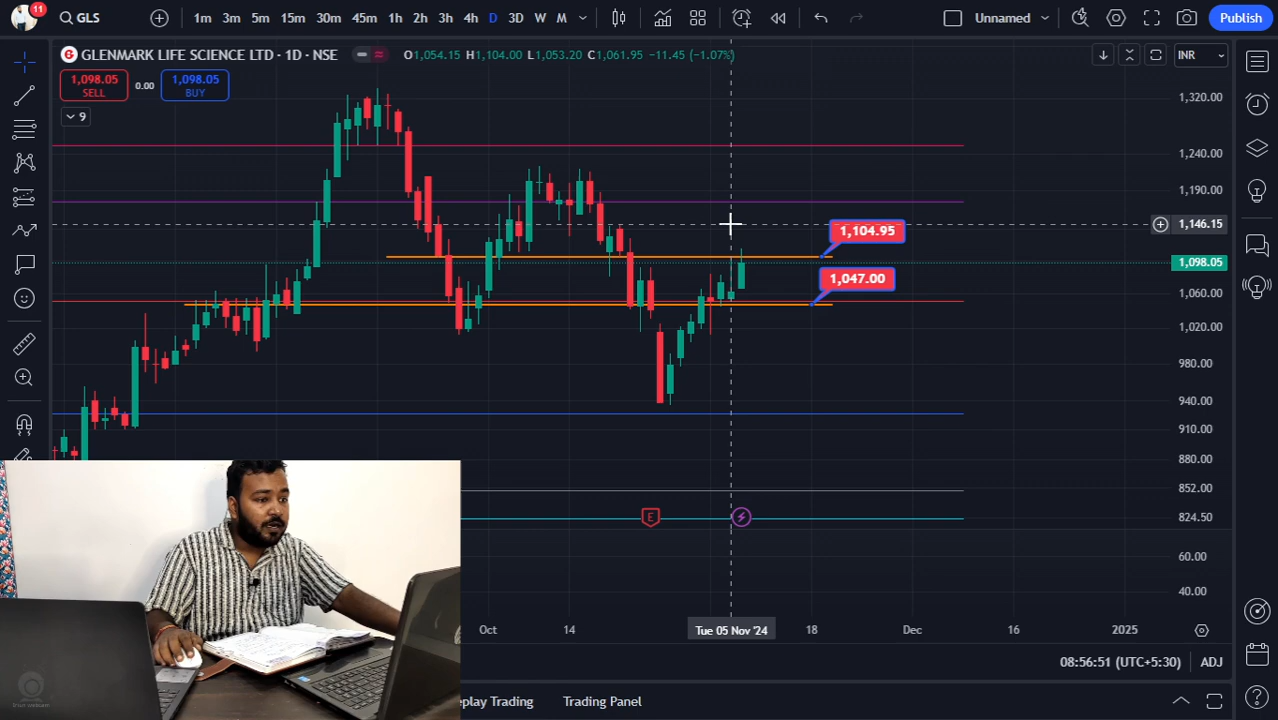 11
GLS
1m 3m 5m 15m 30m 45m 1h 2h 3h 4h D 3D W M
Unnamed
Publish
GLENMARK LIFE SCIENCE LTD · 1D · NSE
O1,054.15 H1,104.00 L1,053.20 C1,061.95 −11.45 (−1.07%)
INR
1,098.05
SELL
0.00
1,098.05
BUY
9
1,320.00
1,240.00
1,190.00
1,146.15
1,104.95
1,098.05
1,047.00
1,060.00
1,020.00
980.00
940.00
910.00
880.00
852.00
824.50
E
60.00
40.00
Oct 14 Tue 05 Nov '24 18 Dec 16 2025
08:56:51 (UTC+5:30) ADJ
eplay Trading Trading Panel